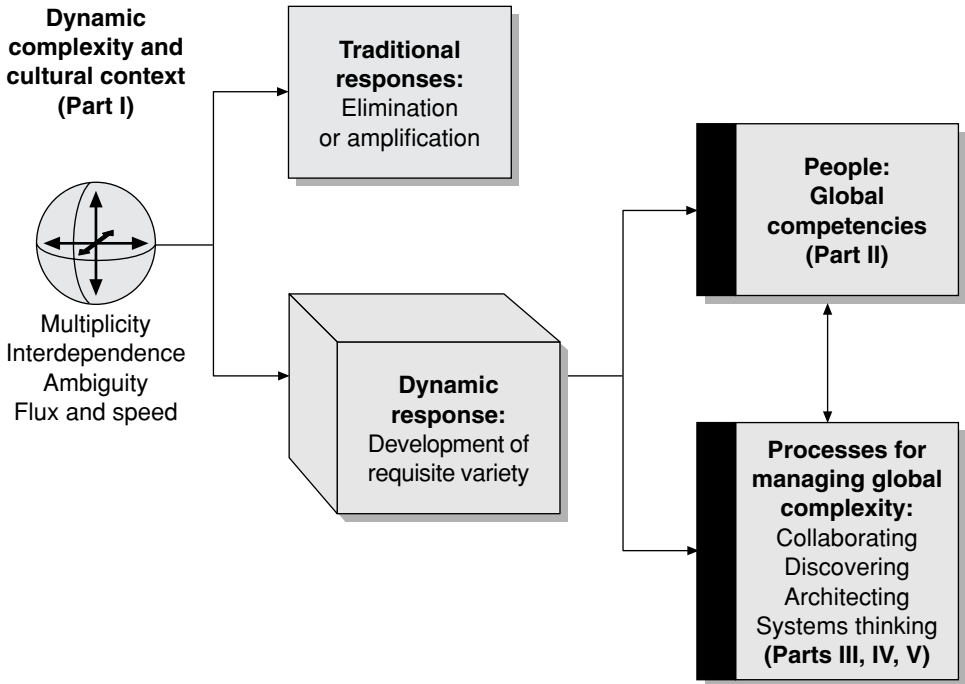 Dynamic
complexity and
cultural context
(Part I)
Multiplicity
Interdependence
Ambiguity
Flux and speed
Traditional
responses:
Elimination
or amplification
Dynamic
response:
Development of
requisite variety
People:
Global
competencies
(Part II)
Processes for
managing global
complexity:
Collaborating
Discovering
Architecting
Systems thinking
(Parts III, IV, V)